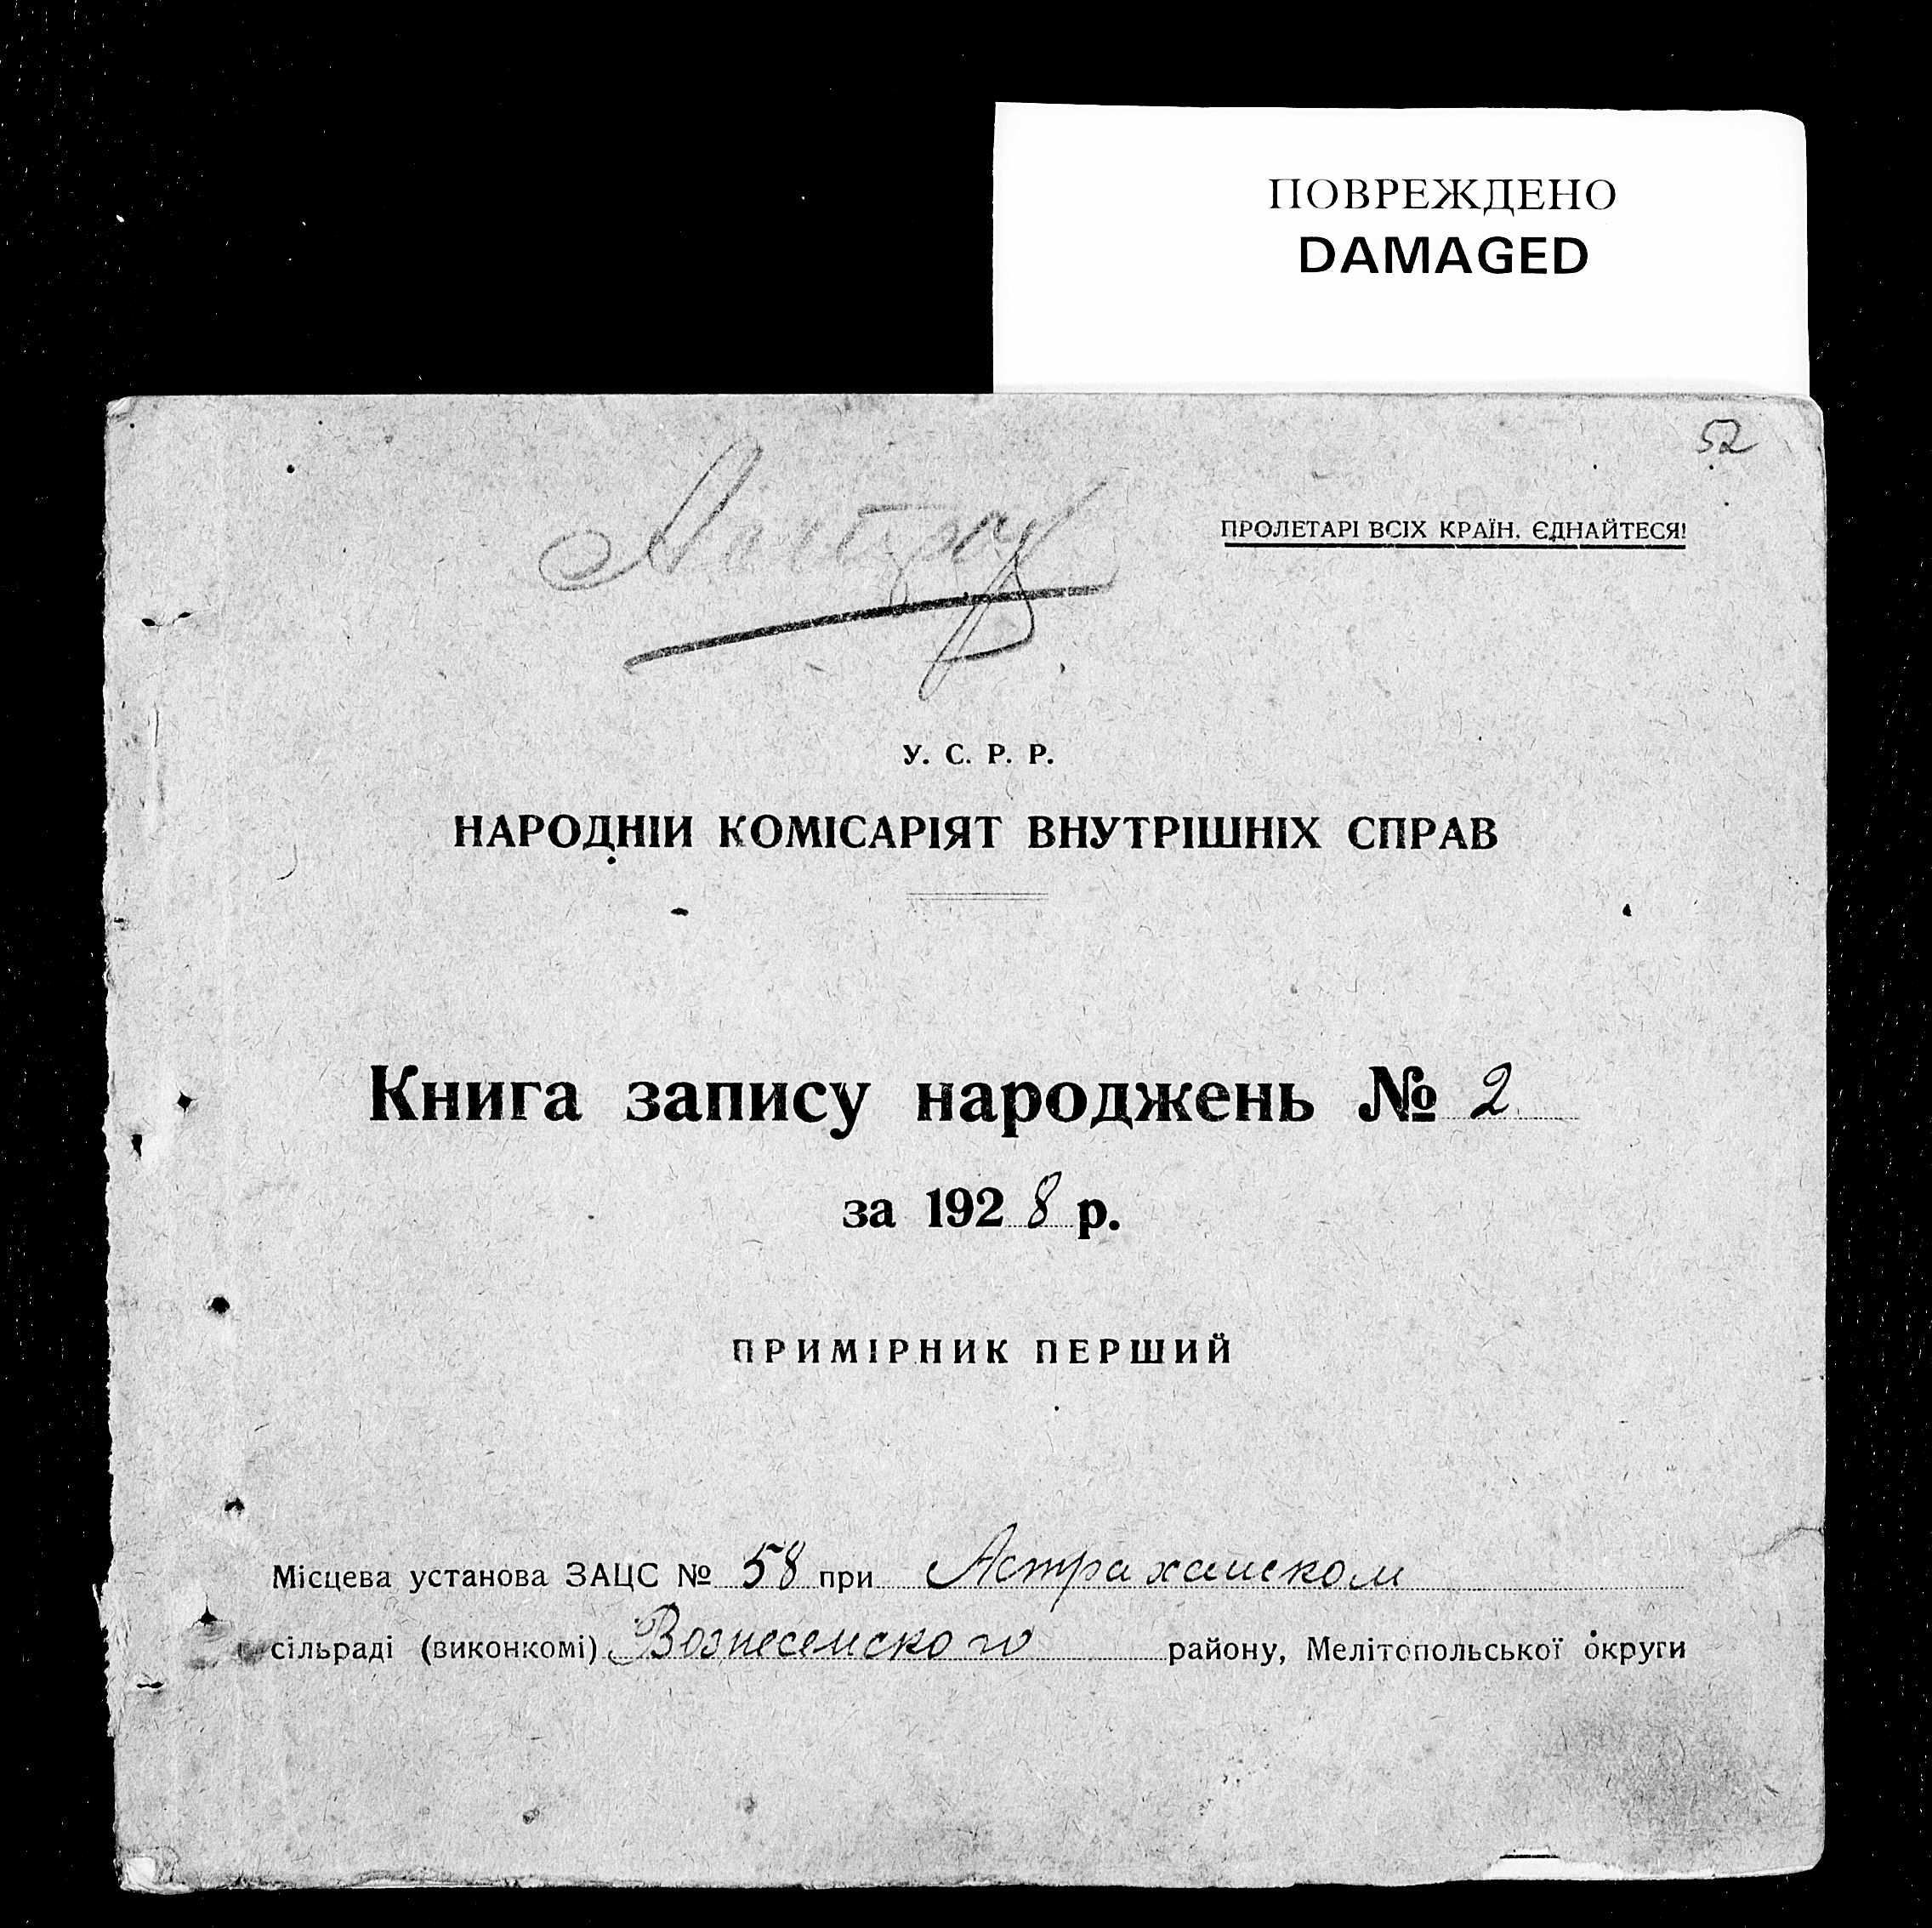 ПОВРЕЖДЕНО
DAMAGED
52
ПРОЛЕТАРІ ВСІХ КРАЇН, ЄДНАЙТЕСЯ!
У. С. Р. Р.
НАРОДНІЙ КОМІСАРІЯТ ВНУТРІШНІХ СПРАВ
Книга запису народжень № 2
за 1928 р.
ПРИМІРНИК ПЕРШИЙ
Місцева установа ЗАЦС № 58 при Астраханском
сільраді (виконкомі) Вознесенского району, Мелітопольської округи